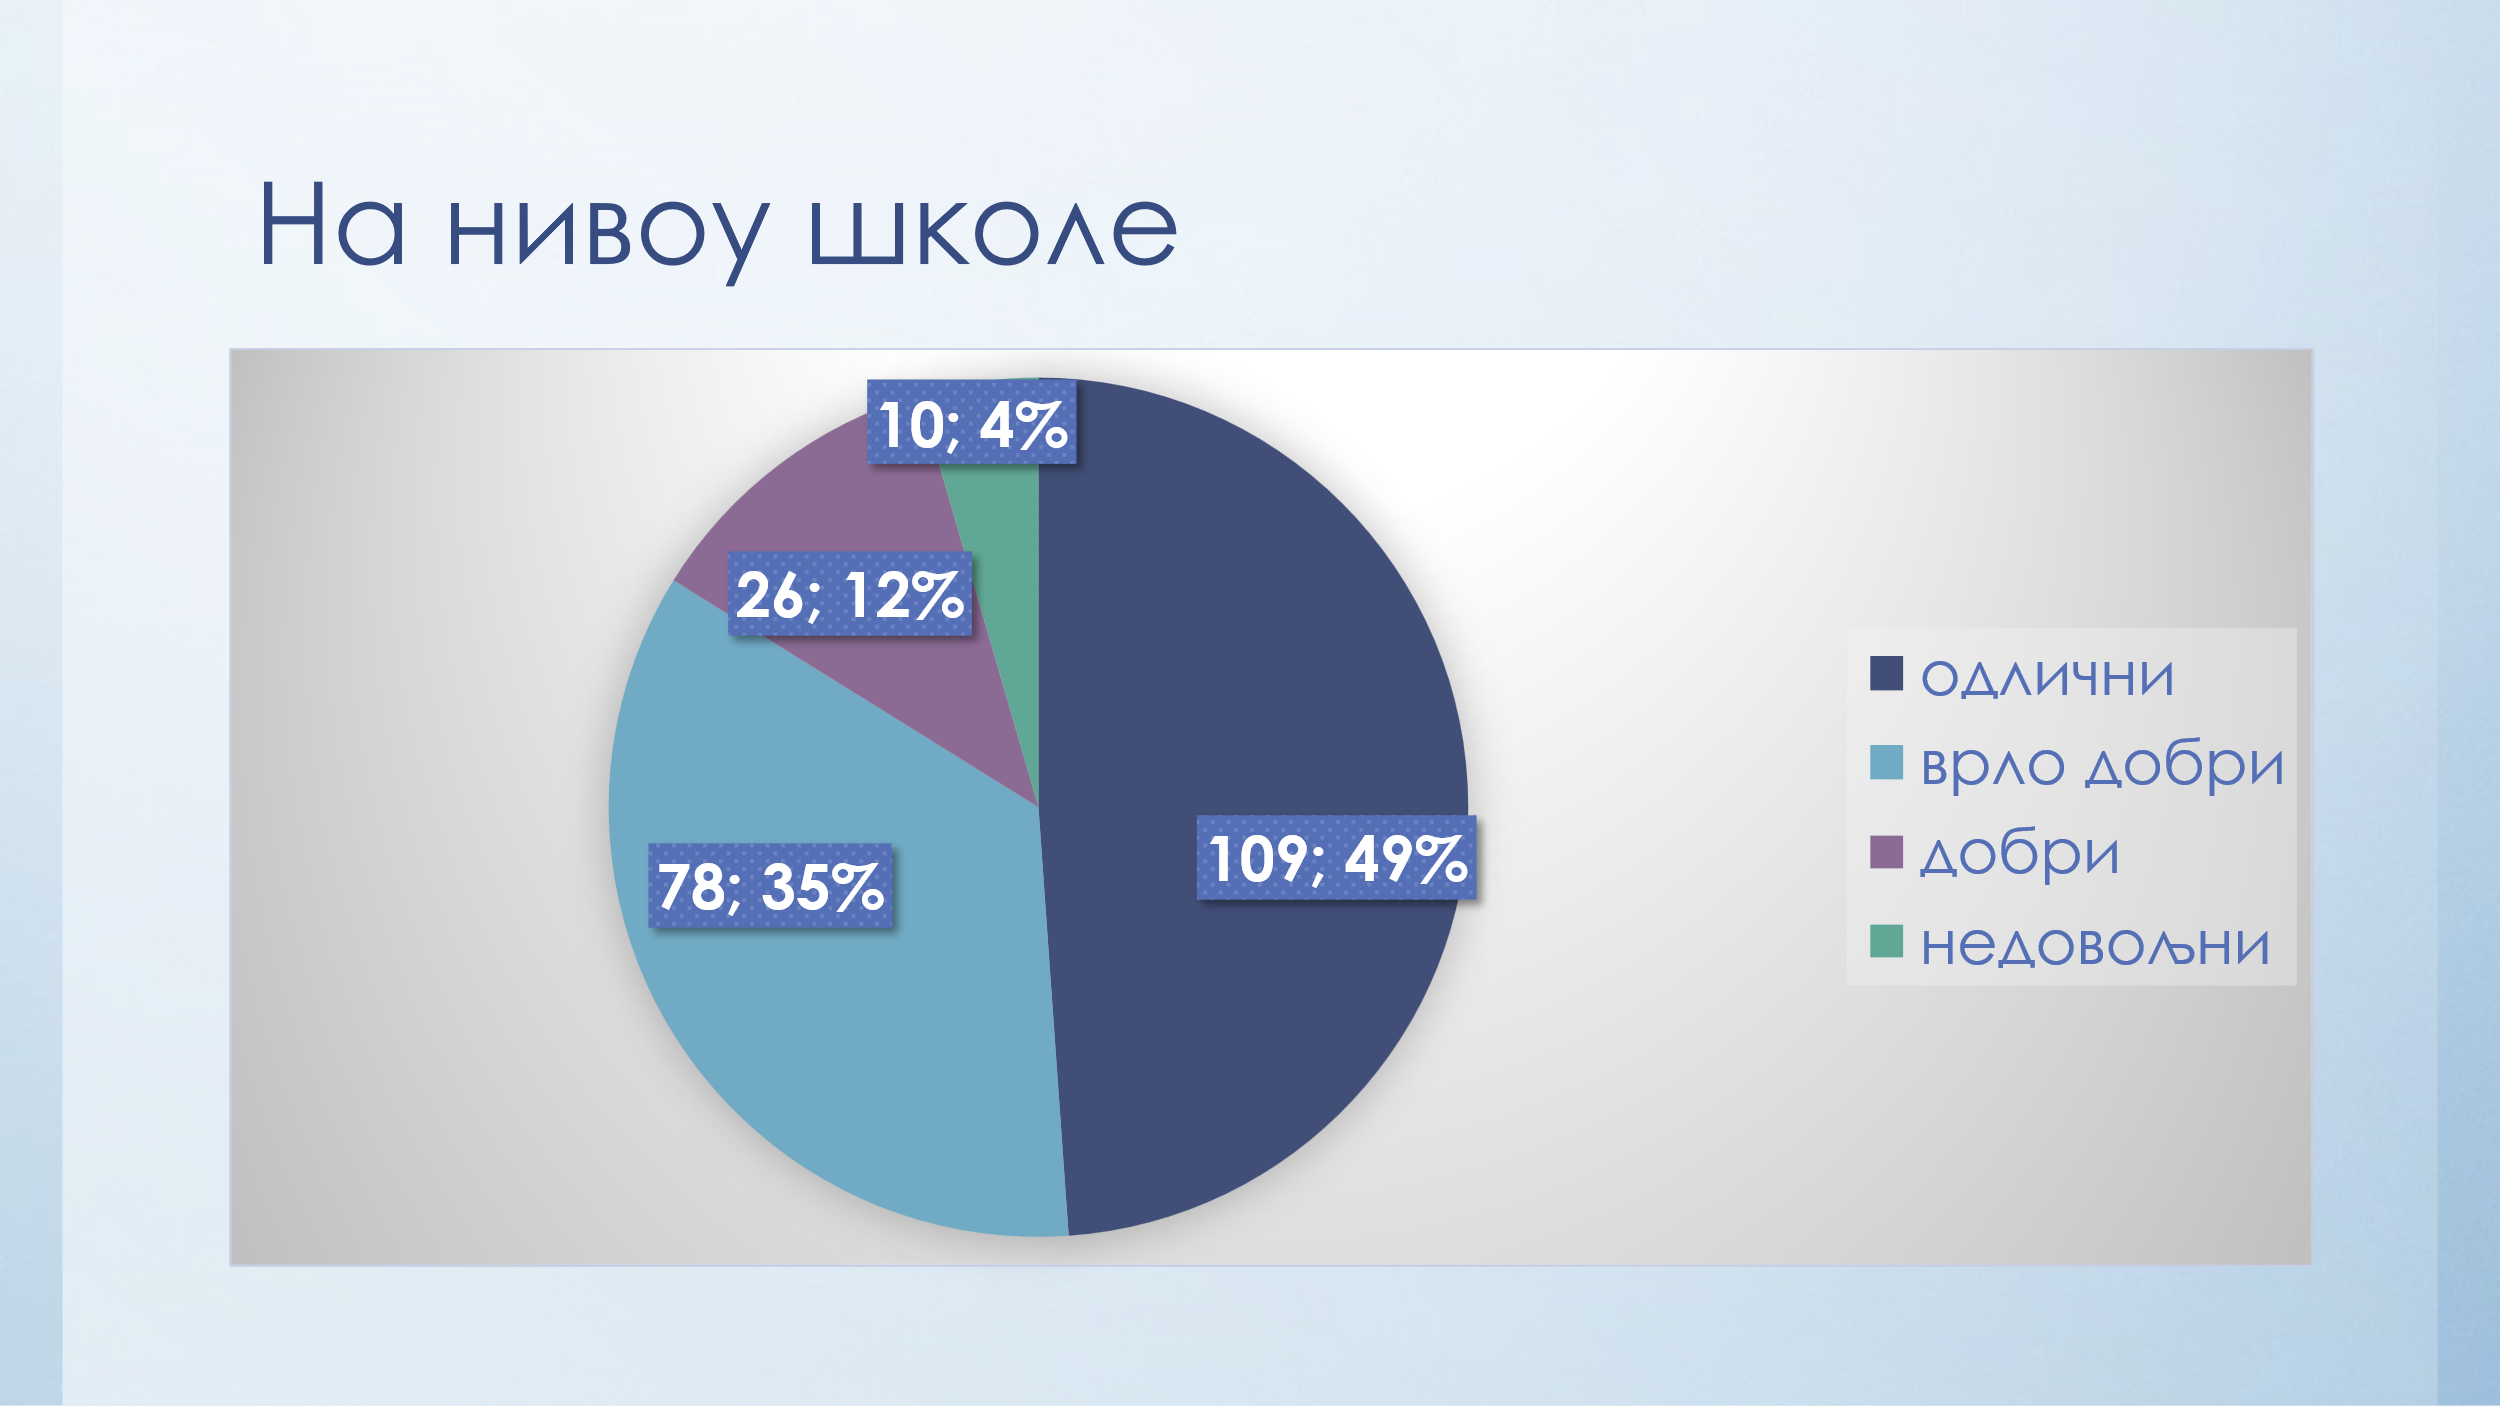 На нивоу школе
10; 4%
26; 12%
78; 35%
109; 49%
одлични
врло добри
добри
недовољни